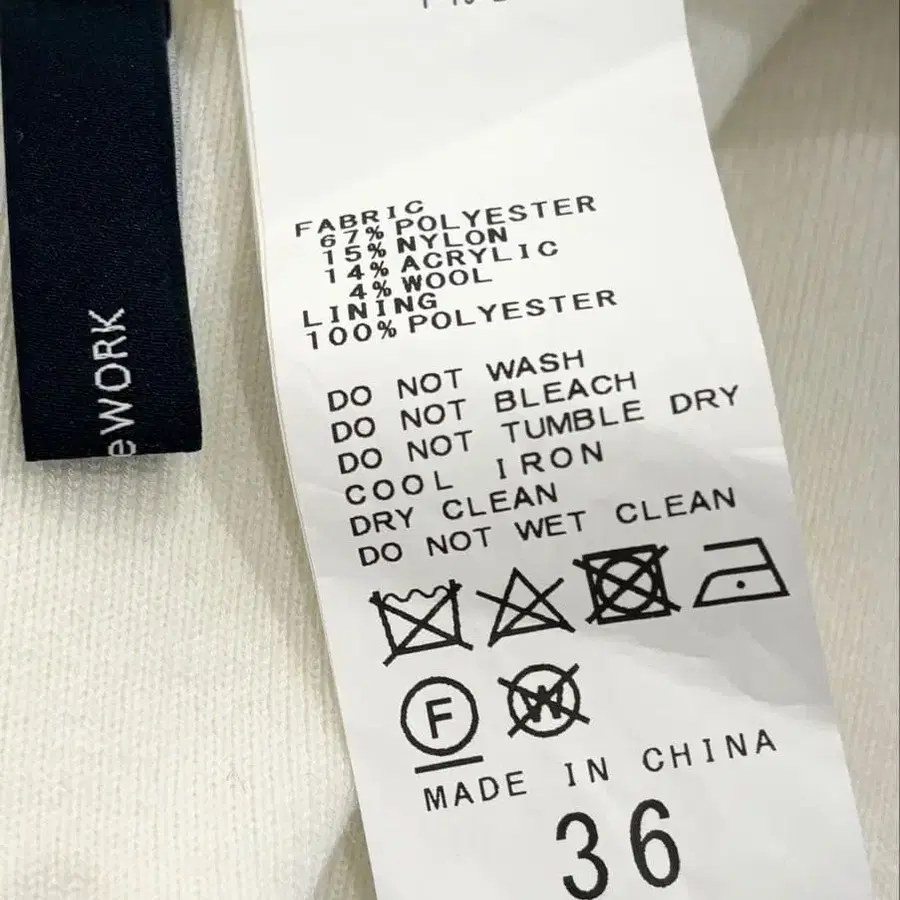 eWORK
FABRIC
67% POLYESTER
15% NYLON
14% ACRYLIC
4% WOOL
LINING
100% POLYESTER
DO NOT WASH
DO NOT BLEACH
DO NOT TUMBLE DRY
COOL IRON
DRY CLEAN
DO NOT WET CLEAN
F W
MADE IN CHINA
36